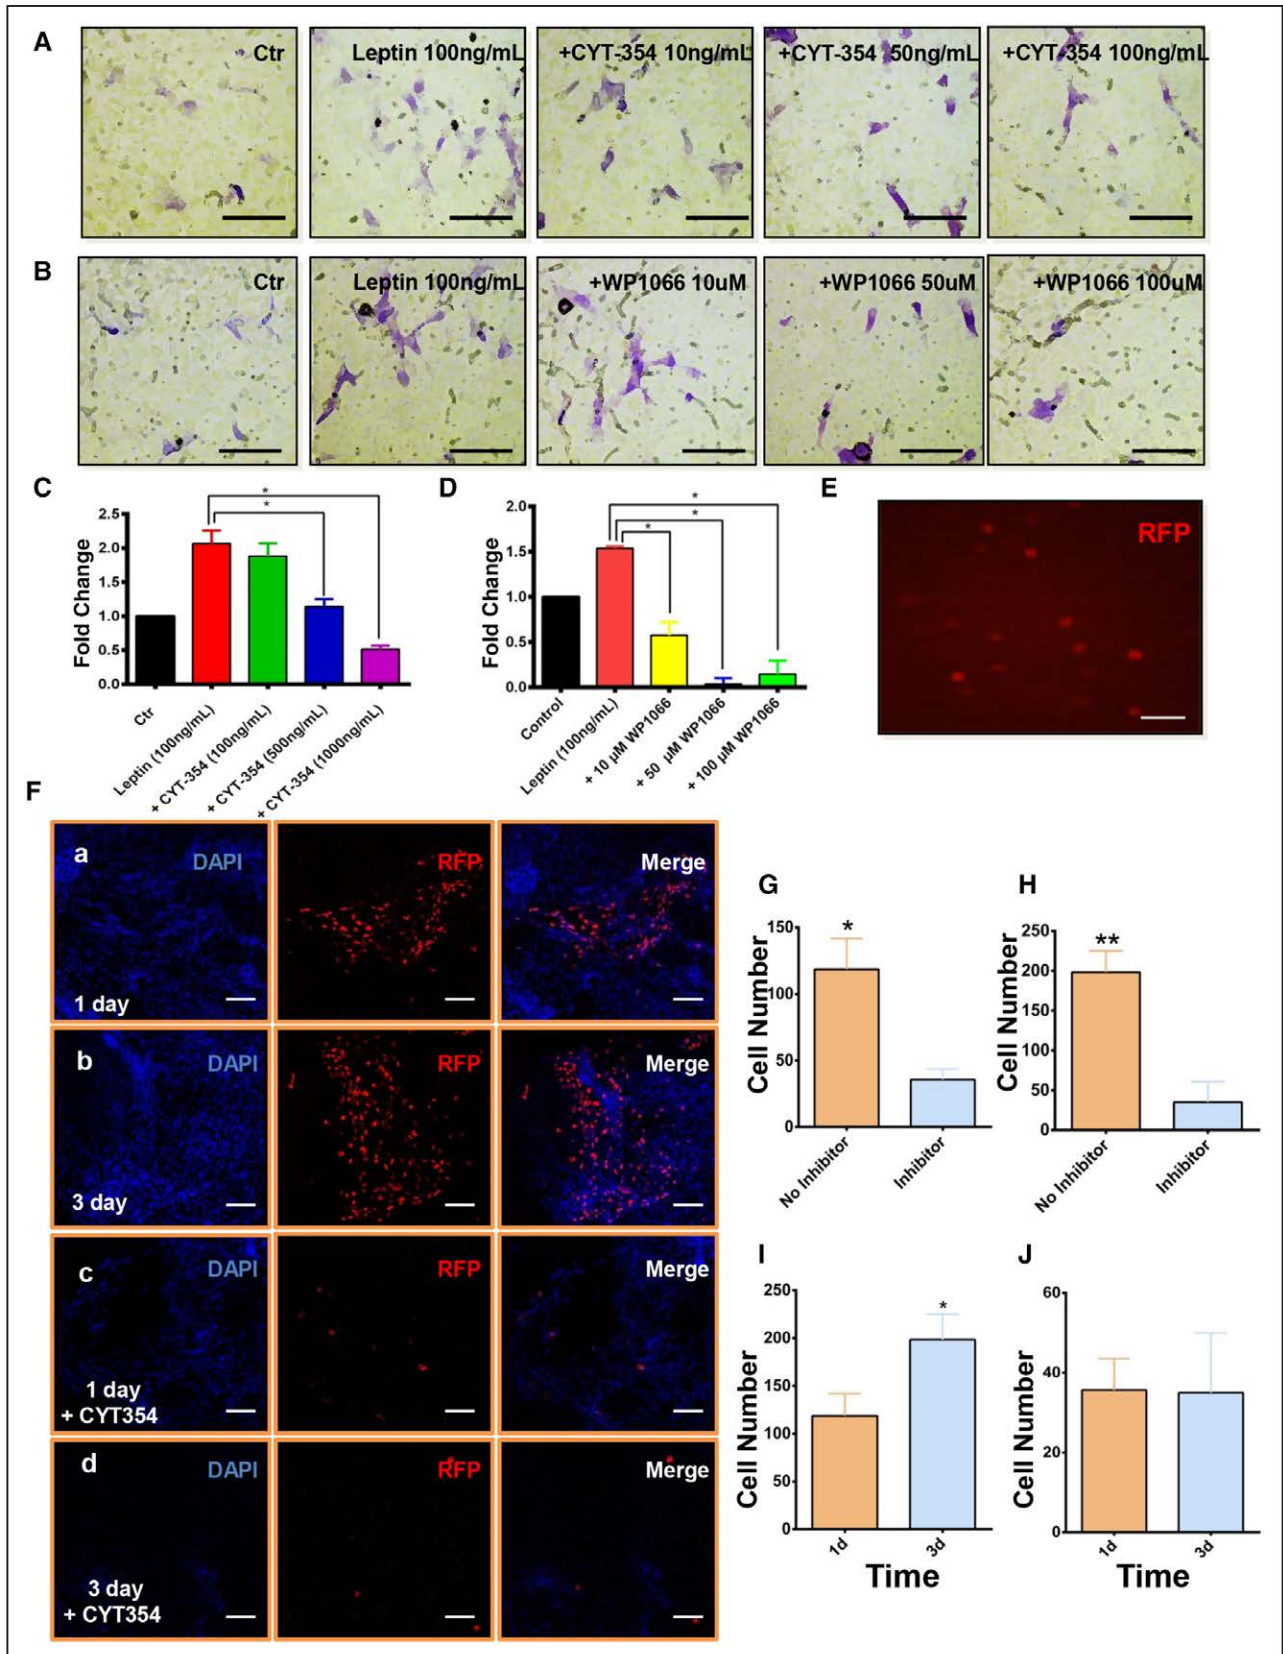 A
Ctr
Leptin 100ng/mL
+CYT-354 10ng/mL
+CYT-354 50ng/mL
+CYT-354 100ng/mL
B
Ctr
Leptin 100ng/mL
+WP1066 10uM
+WP1066 50uM
+WP1066 100uM
C
Fold Change
2.5
2.0
1.5
1.0
0.5
0.0
*
*
Ctr
Leptin (100ng/mL)
+ CYT-354 (100ng/mL)
+ CYT-354 (500ng/mL)
+ CYT-354 (1000ng/mL)
D
Fold Change
2.0
1.5
1.0
0.5
0.0
*
*
*
Control
Leptin (100ng/mL)
+ 10 µM WP1066
+ 50 µM WP1066
+ 100 µM WP1066
E
RFP
F
a
DAPI
RFP
Merge
1 day
b
DAPI
RFP
Merge
3 day
c
DAPI
RFP
Merge
1 day
+ CYT354
d
DAPI
RFP
Merge
3 day
+ CYT354
G
Cell Number
150
100
50
0
*
No Inhibitor
Inhibitor
H
Cell Number
250
200
150
100
50
0
**
No Inhibitor
Inhibitor
I
Cell Number
250
200
150
100
50
0
*
1d
3d
Time
J
Cell Number
60
40
20
0
1d
3d
Time